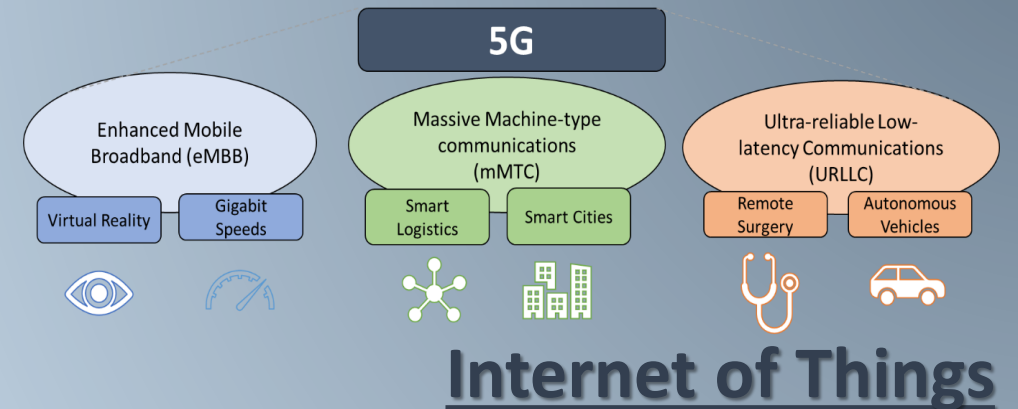 5G
Enhanced Mobile
Broadband (eMBB)
Virtual Reality
Gigabit
Speeds
Massive Machine-type
communications
(mMTC)
Smart
Logistics
Smart Cities
Ultra-reliable Low-
latency Communications
(URLLC)
Remote
Surgery
Autonomous
Vehicles
Internet of Things